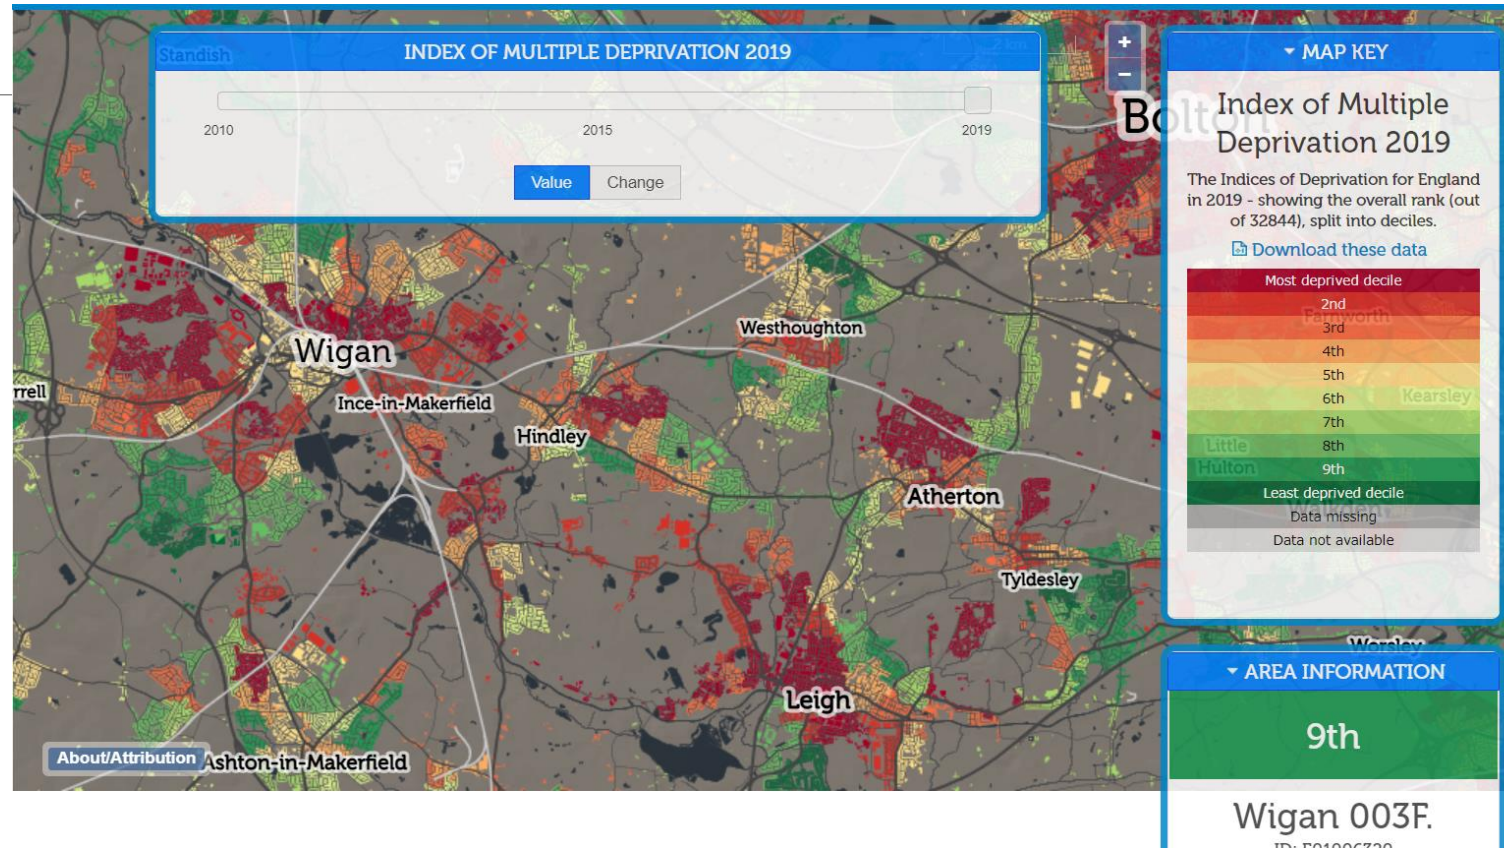 Standish
INDEX OF MULTIPLE DEPRIVATION 2019
2 km
2010
2015
2019
Value
Change
+
−
Bolton
MAP KEY
Index of Multiple
Deprivation 2019
The Indices of Deprivation for England
in 2019 - showing the overall rank (out
of 32844), split into deciles.
Download these data
Most deprived decile
2nd
Farnworth
3rd
4th
5th
6th
Kearsley
7th
Little
8th
Hulton
9th
Least deprived decile
Walkden
Data missing
Data not available
Westhoughton
Wigan
rrell
Ince-in-Makerfield
Hindley
Atherton
Tyldesley
Worsley
Leigh
About/Attribution
Ashton-in-Makerfield
AREA INFORMATION
9th
Wigan 003F.